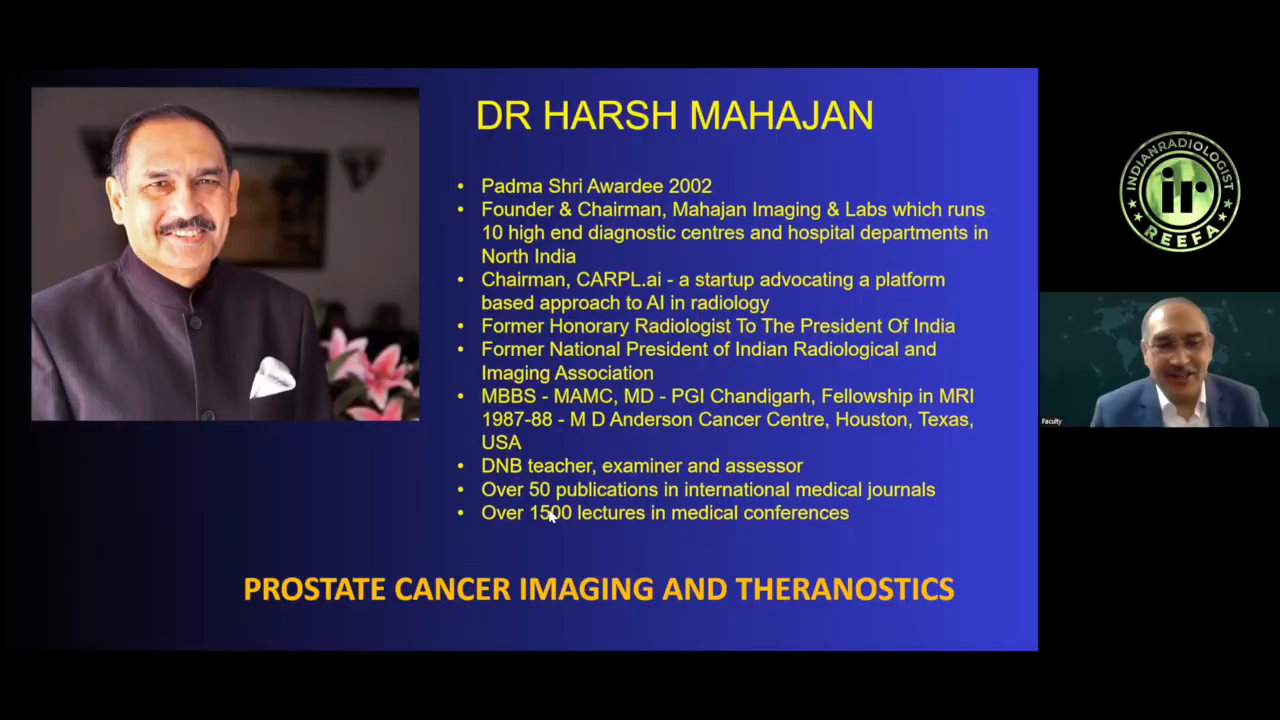 DR HARSH MAHAJAN
• Padma Shri Awardee 2002
• Founder & Chairman, Mahajan Imaging & Labs which runs
10 high end diagnostic centres and hospital departments in
North India
• Chairman, CARPL.ai - a startup advocating a platform
based approach to AI in radiology
• Former Honorary Radiologist To The President Of India
• Former National President of Indian Radiological and
Imaging Association
• MBBS - MAMC, MD - PGI Chandigarh, Fellowship in MRI
1987-88 - M D Anderson Cancer Centre, Houston, Texas,
USA
• DNB teacher, examiner and assessor
• Over 50 publications in international medical journals
• Over 1500 lectures in medical conferences
PROSTATE CANCER IMAGING AND THERANOSTICS
INDIANRADIOLOGIST
ir
REEFA
Faculty